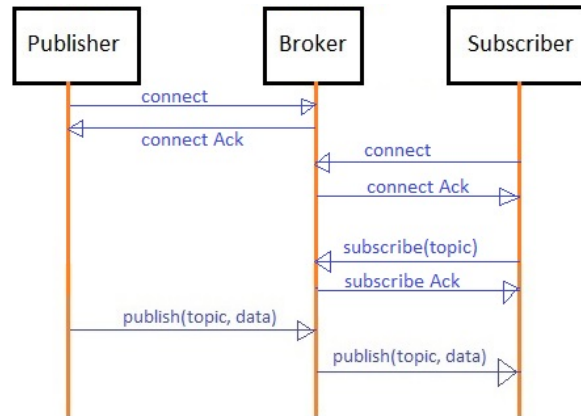 Publisher
Broker
Subscriber
connect
connect Ack
connect
connect Ack
subscribe(topic)
subscribe Ack
publish(topic, data)
publish(topic, data)